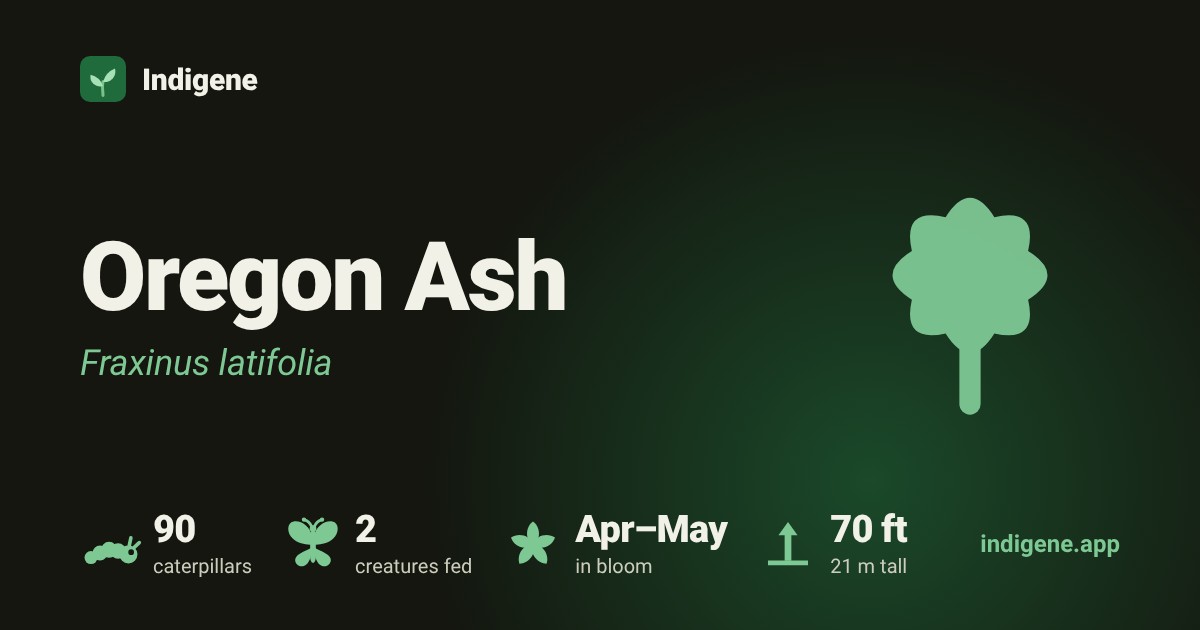 Indigene
Oregon Ash
Fraxinus latifolia
90
caterpillars
2
creatures fed
Apr–May
in bloom
70 ft
21 m tall
indigene.app